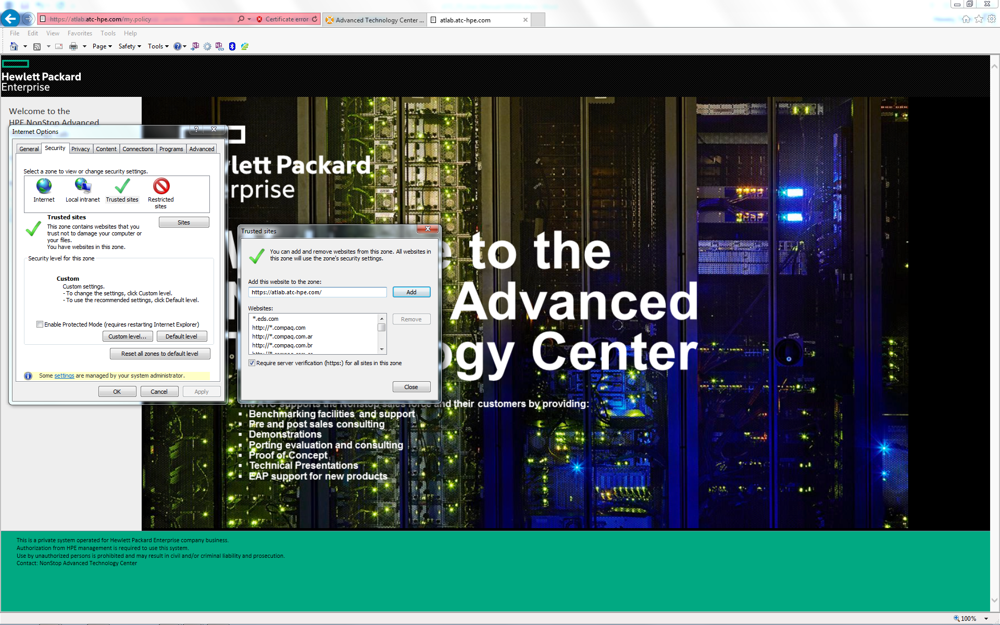 https://atlab.atc-hpe.com/my.policy
Certificate error
Advanced Technology Center ...
atlab.atc-hpe.com
File Edit View Favorites Tools Help
Page Safety Tools
Hewlett Packard
Enterprise
Welcome to the
HPE NonStop Advanced
Internet Options
General Security Privacy Content Connections Programs Advanced
Select a zone to view or change security settings.
Internet Local intranet Trusted sites Restricted
sites
Trusted sites
Sites
This zone contains websites that you
trust not to damage your computer or
your files.
You have websites in this zone.
Security level for this zone
Custom
Custom settings.
- To change the settings, click Custom level.
- To use the recommended settings, click Default level.
Enable Protected Mode (requires restarting Internet Explorer)
Custom level... Default level
Reset all zones to default level
Some settings are managed by your system administrator.
OK Cancel Apply
lett Packard
rprise
Trusted sites
You can add and remove websites from this zone. All websites in
this zone will use the zone's security settings.
Add this website to the zone:
https://atlab.atc-hpe.com/
Add
Websites:
*.eds.com
Remove
http://*.compaq.com
http://*.compaq.com.ar
http://*.compaq.com.br
Require server verification (https:) for all sites in this zone
Close
e to the
Advanced
ogy Center
The ATC supports the Nonstop sales force and their customers by providing:
▪ Benchmarking facilities and support
▪ Pre and post sales consulting
▪ Demonstrations
▪ Porting evaluation and consulting
▪ Proof of Concept
▪ Technical Presentations
▪ EAP support for new products
This is a private system operated for Hewlett Packard Enterprise company business.
Authorization from HPE management is required to use this system.
Use by unauthorized persons is prohibited and may result in civil and/or criminal liability and prosecution.
Contact: NonStop Advanced Technology Center
100%